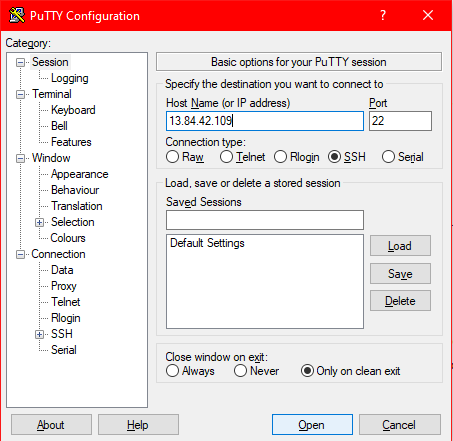 PuTTY Configuration
?
Category:
Session
Logging
Terminal
Keyboard
Bell
Features
Window
Appearance
Behaviour
Translation
Selection
Colours
Connection
Data
Proxy
Telnet
Rlogin
SSH
Serial
Basic options for your PuTTY session
Specify the destination you want to connect to
Host Name (or IP address) Port
13.84.42.109 22
Connection type:
Raw Telnet Rlogin SSH Serial
Load, save or delete a stored session
Saved Sessions
Default Settings
Load
Save
Delete
Close window on exit:
Always Never Only on clean exit
About Help Open Cancel